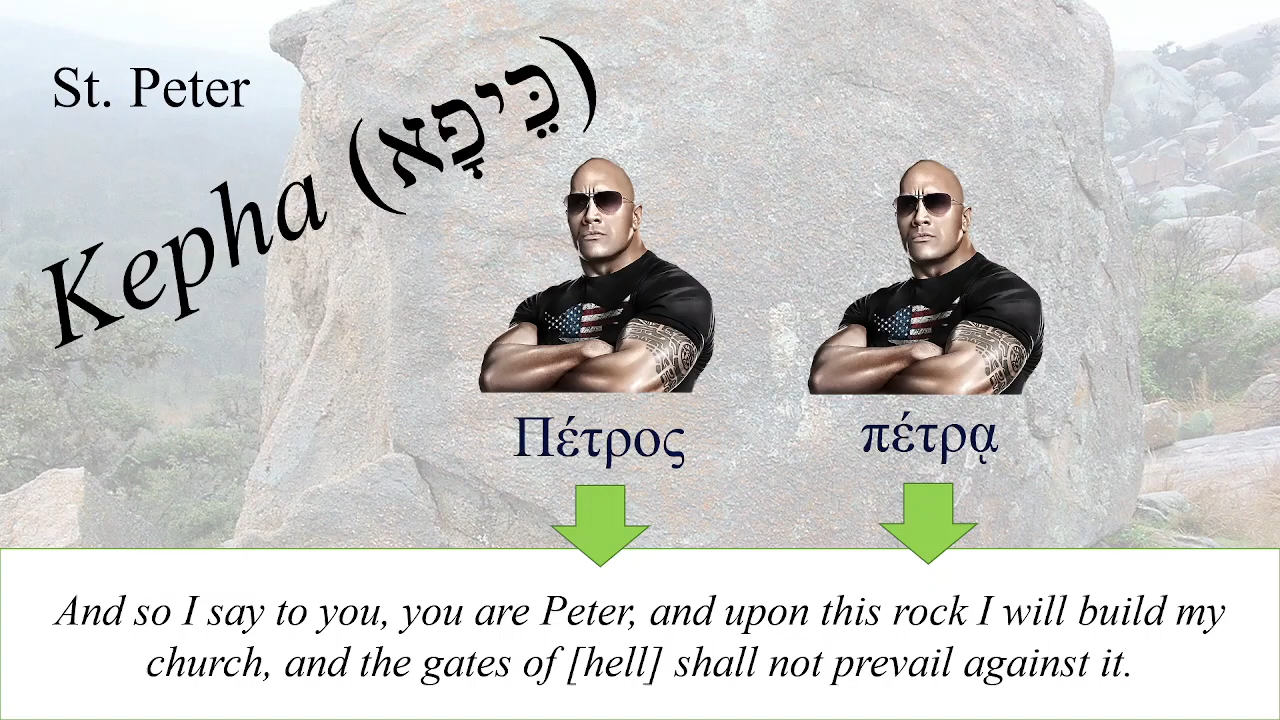 St. Peter
Kepha (כֵּיפָא)
Πέτρος
πέτρᾳ
And so I say to you, you are Peter, and upon this rock I will build my
church, and the gates of [hell] shall not prevail against it.